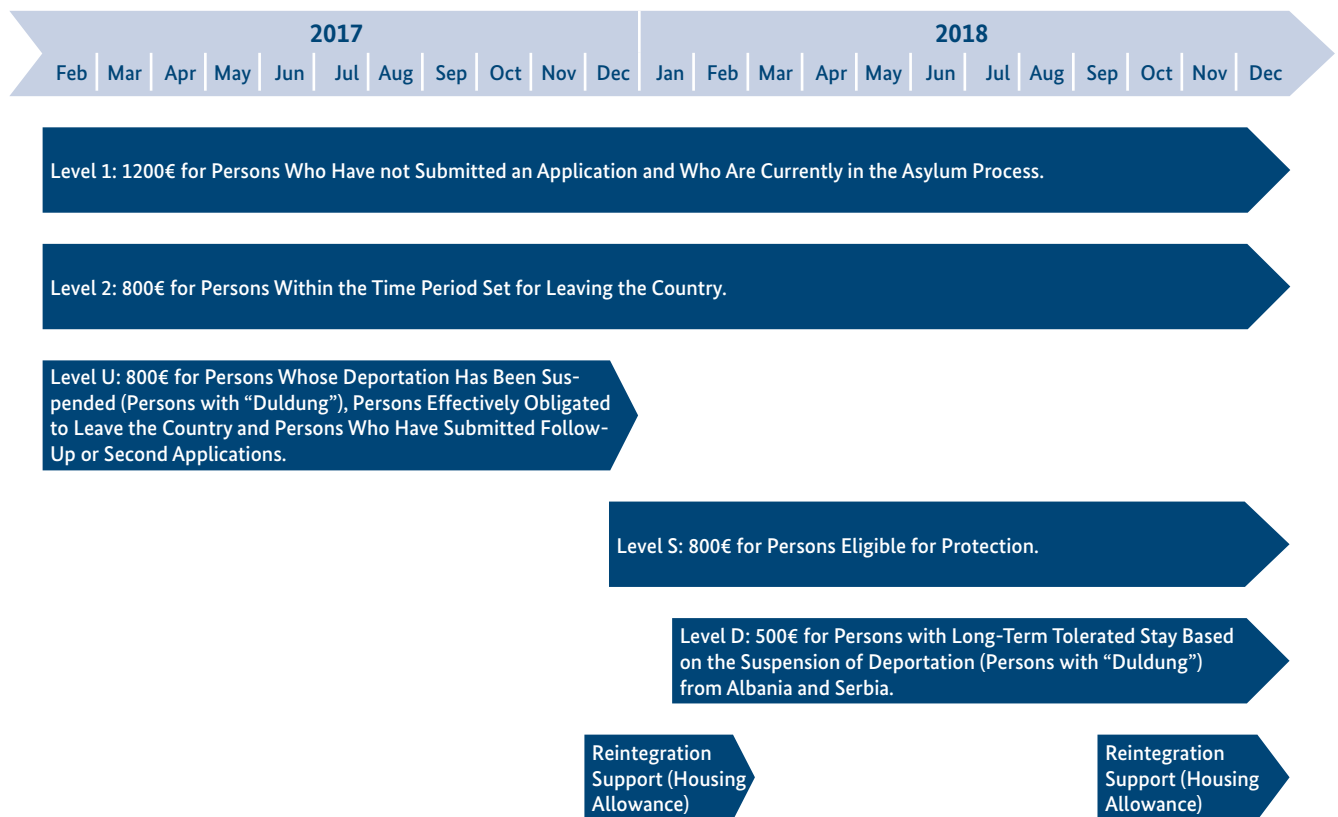 2017
2018
Feb Mar Apr May Jun Jul Aug Sep Oct Nov Dec Jan Feb Mar Apr May Jun Jul Aug Sep Oct Nov Dec
Level 1: 1200€ for Persons Who Have not Submitted an Application and Who Are Currently in the Asylum Process.
Level 2: 800€ for Persons Within the Time Period Set for Leaving the Country.
Level U: 800€ for Persons Whose Deportation Has Been Sus-
pended (Persons with “Duldung”), Persons Effectively Obligated
to Leave the Country and Persons Who Have Submitted Follow-
Up or Second Applications.
Level S: 800€ for Persons Eligible for Protection.
Level D: 500€ for Persons with Long-Term Tolerated Stay Based
on the Suspension of Deportation (Persons with “Duldung”)
from Albania and Serbia.
Reintegration
Support (Housing
Allowance)
Reintegration
Support (Housing
Allowance)